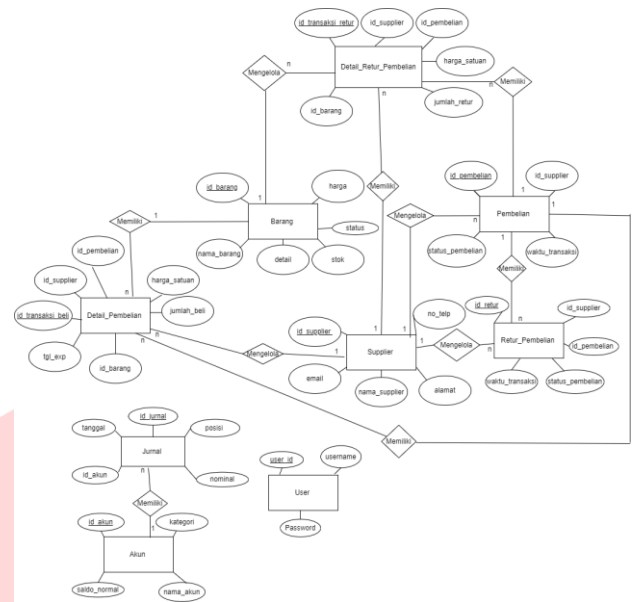 id_transaksi_retur
id_supplier
id_pembelian
harga_satuan
Detail_Retur_Pembelian
Mengelola
n
n
n
n
Memiliki
id_barang
jumlah_retur
id_barang
harga
Memiliki
id_pembelian
id_supplier
1
1
1
Memiliki
1
Barang
status
Mengelola
n
Pembelian
id_pembelian
nama_barang
detail
stok
status_pembelian
1
1
waktu_transaksi
id_supplier
harga_satuan
Memiliki
n
id_transaksi_beli
Detail_Pembelian
jumlah_beli
no_telp
id_retur
id_supplier
n
n
n
id_supplier
1
1
n
tgl_exp
id_barang
Mengelola
1
Supplier
1
Mengelola
n
Retur_Pembelian
id_pembelian
email
nama_supplier
alamat
waktu_transaksi
status_pembelian
id_jurnal
tanggal
posisi
Memiliki
Jurnal
username
user_id
id_akun
n
nominal
User
Memiliki
id_akun
1
kategori
Password
Akun
saldo_normal
nama_akun